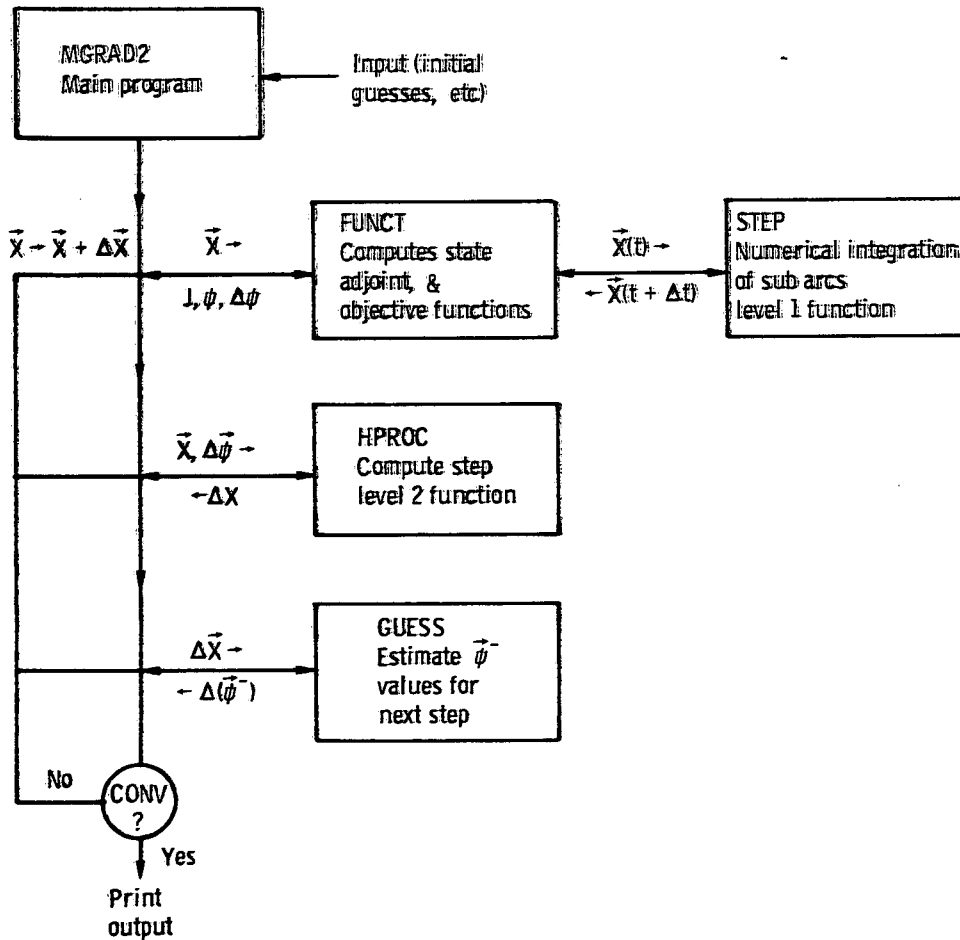 MGRAD2
Main program
Input (initial
guesses, etc)
X⃗ → X⃗ + ΔX⃗
X⃗ →
J, ψ, Δψ
FUNCT
Computes state
adjoint, &
objective functions
X⃗(t) →
← X⃗(t + Δt)
STEP
Numerical integration
of sub arcs
level 1 function
X⃗, Δψ⃗ →
←ΔX
HPROC
Compute step
level 2 function
ΔX⃗ →
← Δ(ψ⃗⁻)
GUESS
Estimate ψ⃗⁻
values for
next step
No
CONV
?
Yes
Print
output